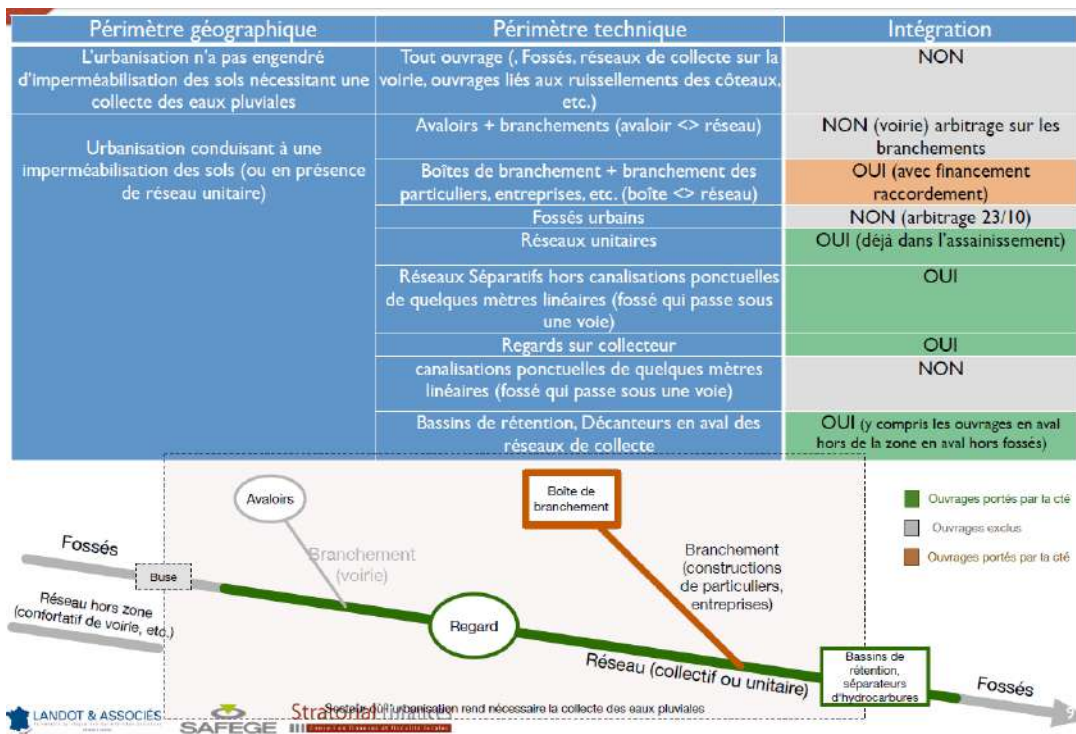 Périmètre géographique
Périmètre technique
Intégration
L'urbanisation n'a pas engendré
d'imperméabilisation des sols nécessitant une
collecte des eaux pluviales
Tout ouvrage (, Fossés, réseaux de collecte sur la
voirie, ouvrages liés aux ruissellements des côteaux,
etc.)
NON
Urbanisation conduisant à une
imperméabilisation des sols (ou en présence
de réseau unitaire)
Avaloirs + branchements (avaloir <> réseau)
NON (voirie) arbitrage sur les
branchements
Boîtes de branchement + branchement des
particuliers, entreprises, etc. (boîte <> réseau)
OUI (avec financement
raccordement)
Fossés urbains
NON (arbitrage 23/10)
Réseaux unitaires
OUI (déjà dans l'assainissement)
Réseaux Séparatifs hors canalisations ponctuelles
de quelques mètres linéaires (fossé qui passe sous
une voie)
OUI
Regards sur collecteur
OUI
canalisations ponctuelles de quelques mètres
linéaires (fossé qui passe sous une voie)
NON
Bassins de rétention, Décanteurs en aval des
réseaux de collecte
OUI (y compris les ouvrages en aval
hors de la zone en aval hors fossés)
Avaloirs
Boîte de
branchement
Ouvrages portés par la cté
Ouvrages exclus
Ouvrages portés par la cté
Fossés
Branchement
(voirie)
Branchement
(constructions
de particuliers,
entreprises)
Buse
Réseau hors zone
(confortatif de voirie, etc.)
Regard
Réseau (collectif ou unitaire)
Bassins de
rétention,
séparateurs
d'hydrocarbures
Fossés
Secteur où l'urbanisation rend nécessaire la collecte des eaux pluviales
LANDOT & ASSOCIÉS
SAFEGE
Stratorial Finances
9